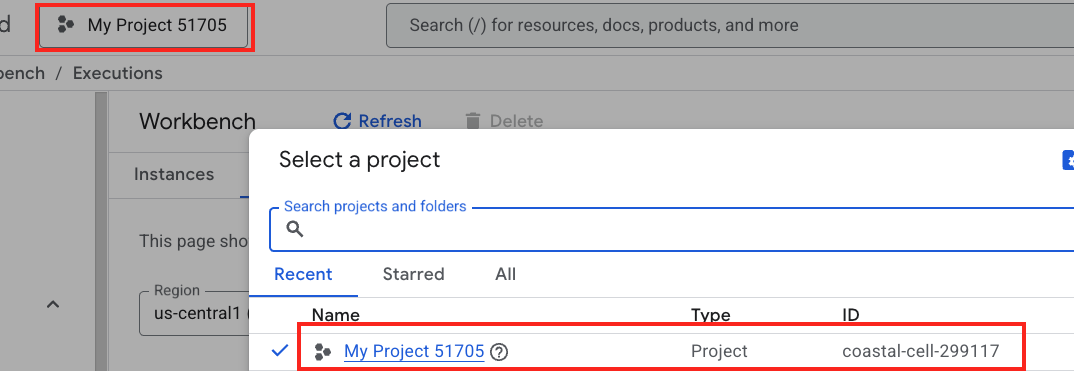 My Project 51705
Search (/) for resources, docs, products, and more
/ Executions
Workbench
Refresh
Delete
Select a project
Instances
Search projects and folders
This page
Recent
Starred
All
Region
us-central1
Name
Type
ID
My Project 51705
Project
coastal-cell-299117